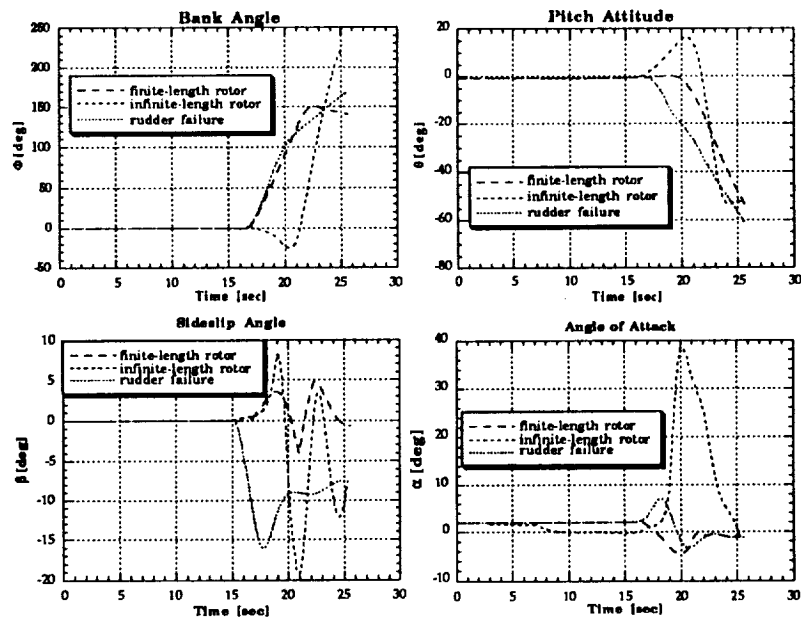 Bank Angle
250
200
150
100
50
0
-50
Φ [deg]
finite-length rotor
infinite-length rotor
rudder failure
0 5 10 15 20 25 30
Time [sec]
Pitch Attitude
20
0
-20
-40
-60
-80
θ [deg]
finite-length rotor
infinite-length rotor
rudder failure
0 5 10 15 20 25 30
Time [sec]
Sideslip Angle
10
5
0
-5
-10
-15
-20
β [deg]
finite-length rotor
infinite-length rotor
rudder failure
0 5 10 15 20 25 30
Time [sec]
Angle of Attack
40
30
20
10
0
-10
α [deg]
finite-length rotor
infinite-length rotor
rudder failure
0 5 10 15 20 25 30
Time [sec]